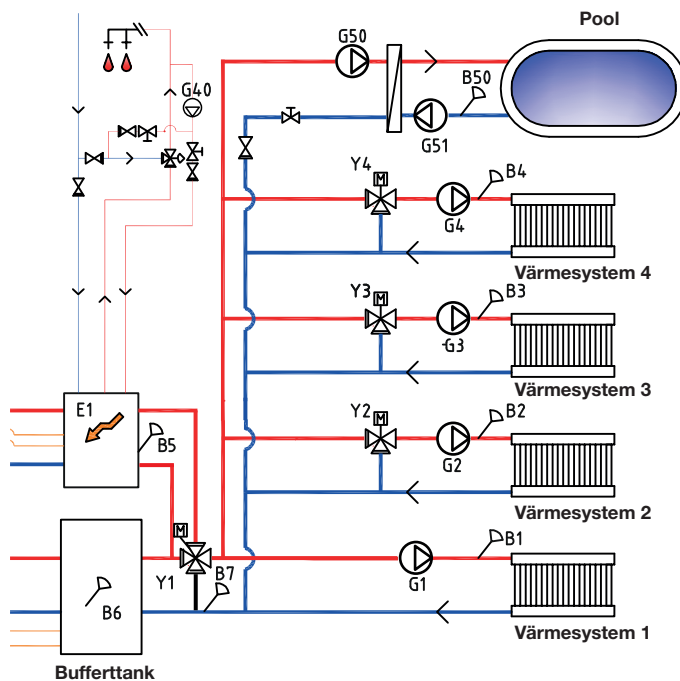 Pool
G50
G40
B50
G51
Y4
B4
G4
Värmesystem 4
Y3
B3
G3
Värmesystem 3
E1
Y2
B2
B5
G2
Värmesystem 2
M
M
M
M
Y1
B7
B1
G1
B6
Värmesystem 1
Bufferttank